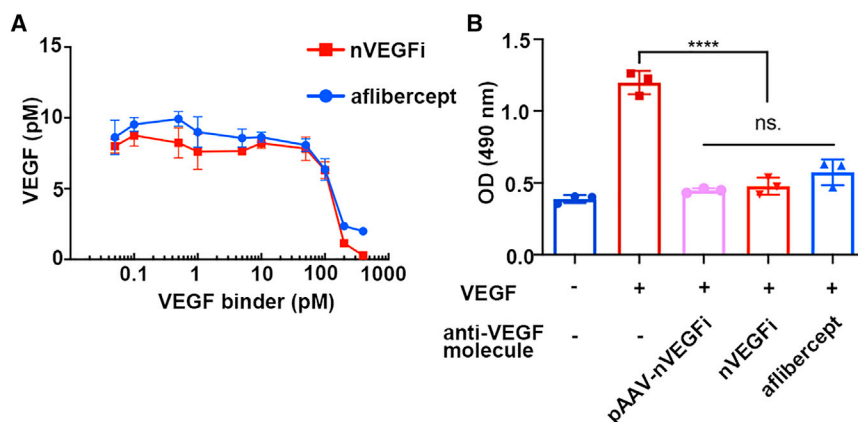 A
nVEGFi
aflibercept
15
10
5
0
VEGF (pM)
0.1 1 10 100 1000
VEGF binder (pM)
B
****
ns.
1.5
1.0
0.5
0.0
OD (490 nm)
VEGF - + + + +
anti-VEGF
molecule - - pAAV-nVEGFi nVEGFi aflibercept